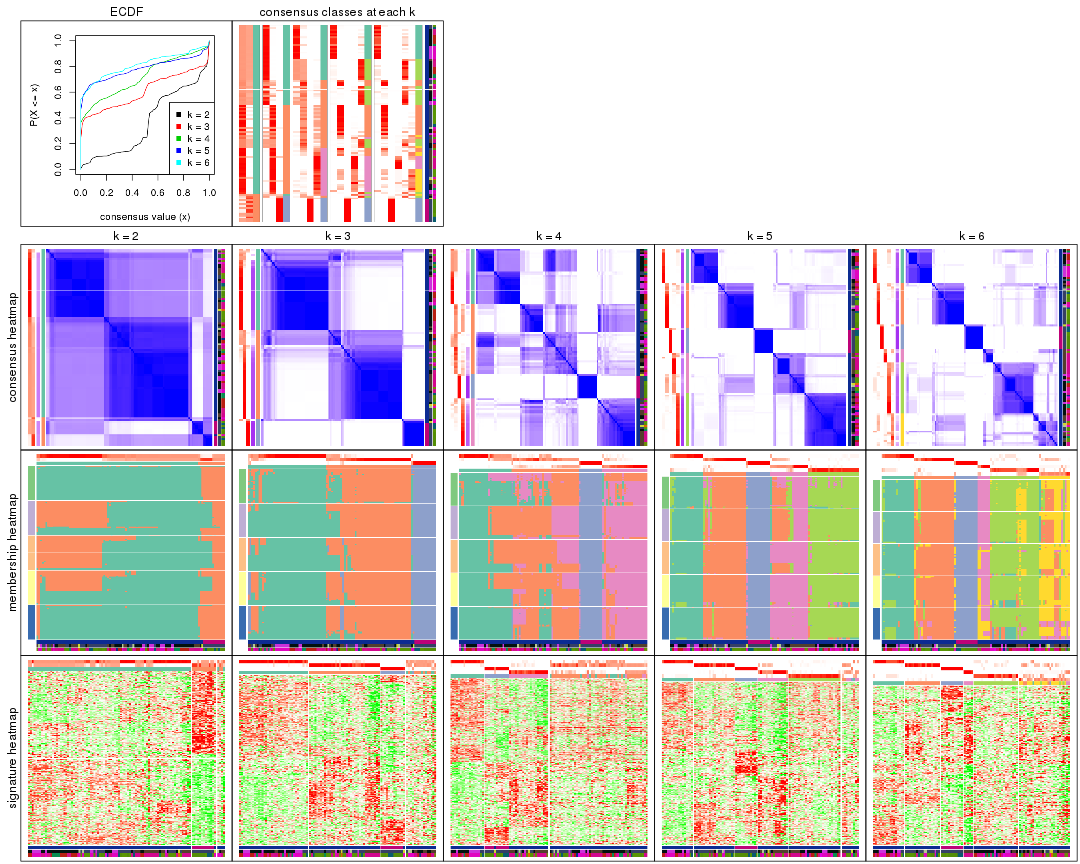 ECDF
consensus classes at each k
P(X <= x)
0.0
0.2
0.4
0.6
0.8
1.0
k = 2
k = 3
k = 4
k = 5
k = 6
0.0 0.2 0.4 0.6 0.8 1.0
consensus value (x)
k = 2
k = 3
k = 4
k = 5
k = 6
consensus heatmap
membership heatmap
signature heatmap